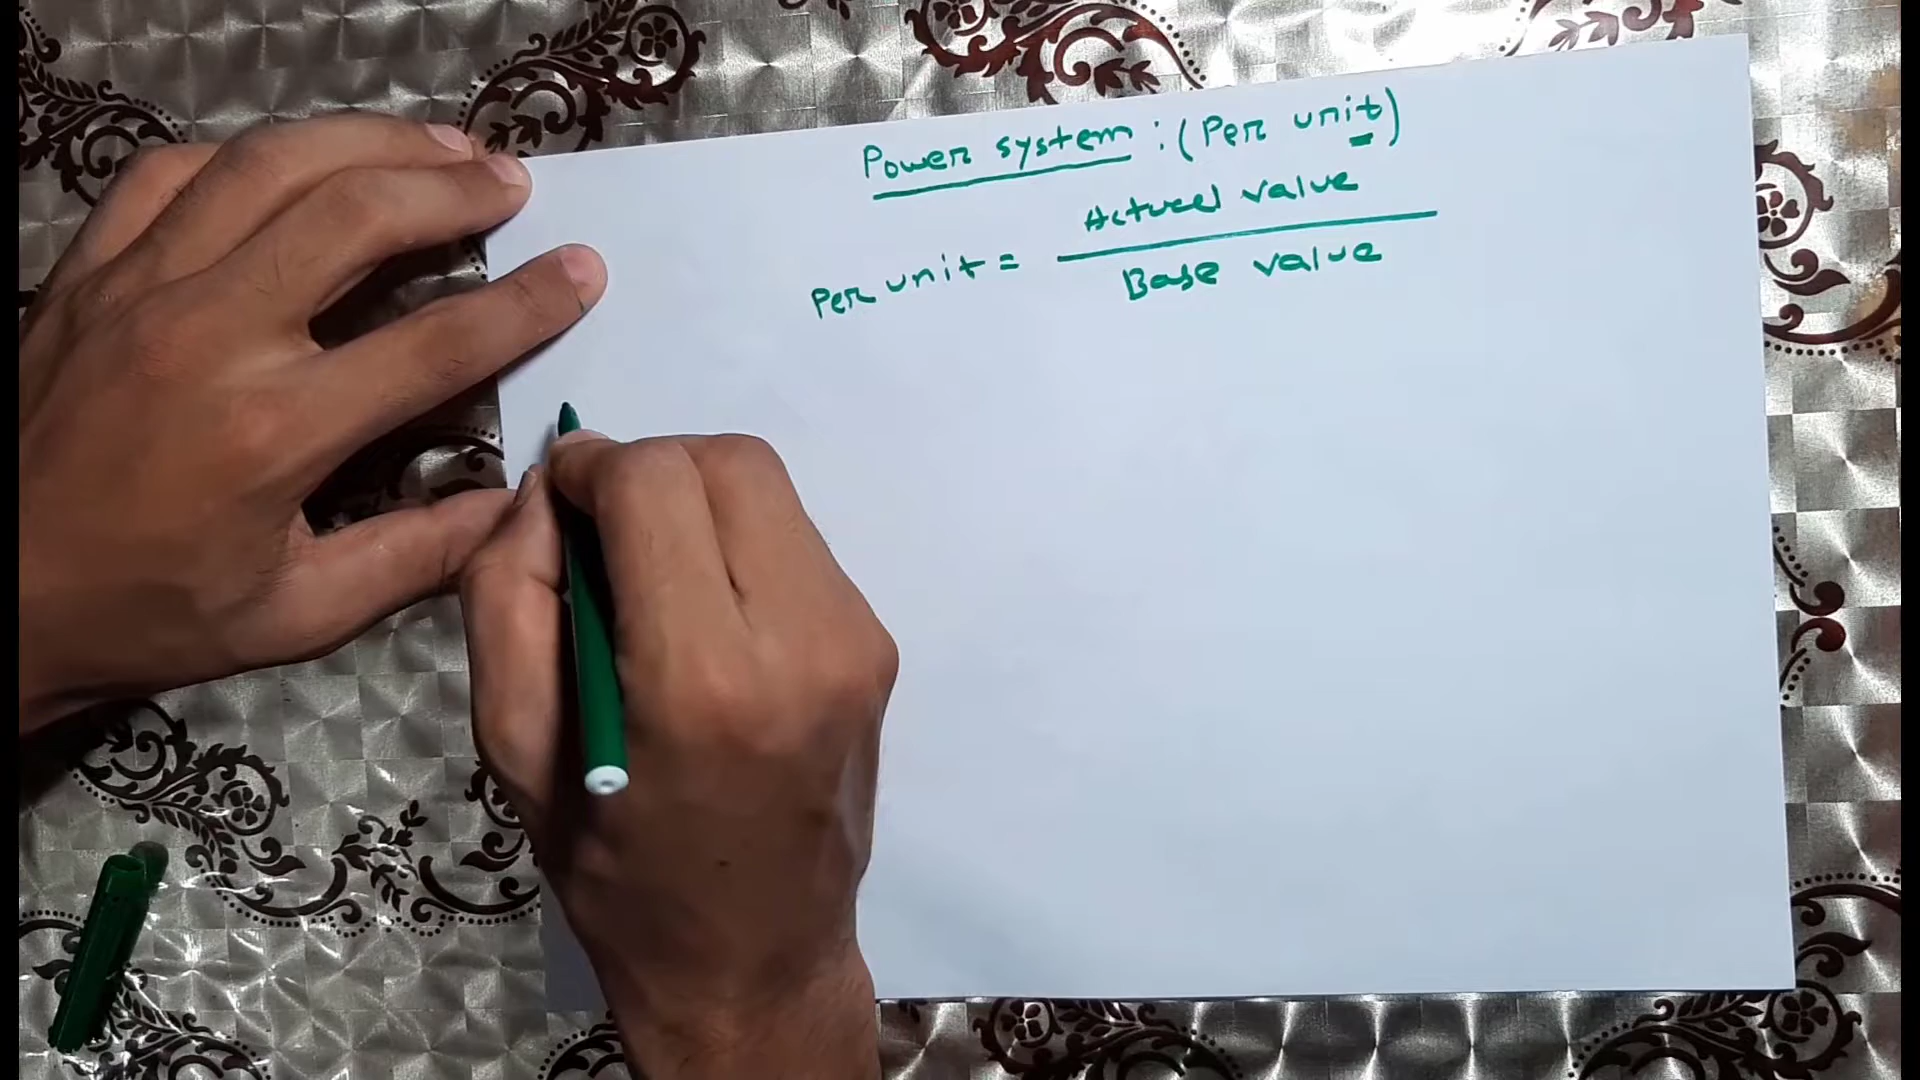 Power system : (Per unit)
Per unit = Actual value
Base value